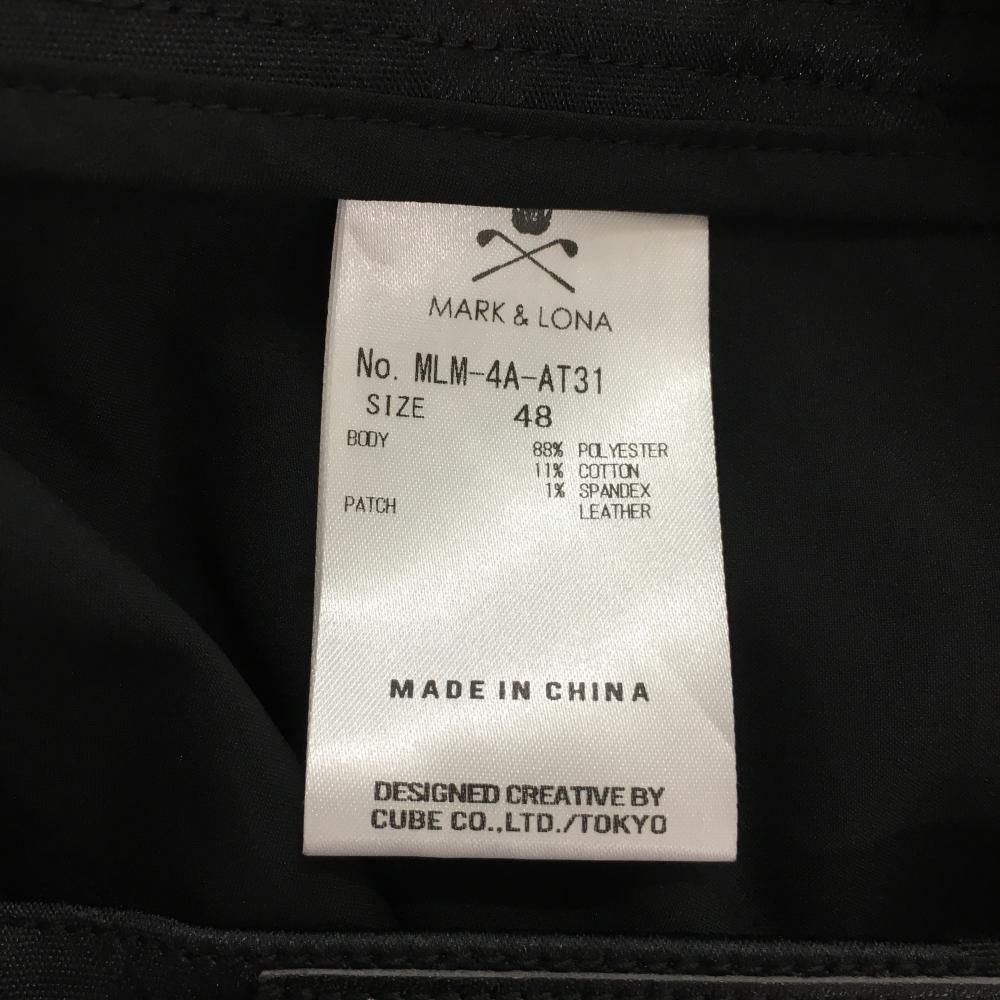 MARK & LONA
No. MLM-4A-AT31
SIZE 48
BODY 88% POLYESTER
11% COTTON
1% SPANDEX
PATCH LEATHER
MADE IN CHINA
DESIGNED CREATIVE BY
CUBE CO.,LTD./TOKYO